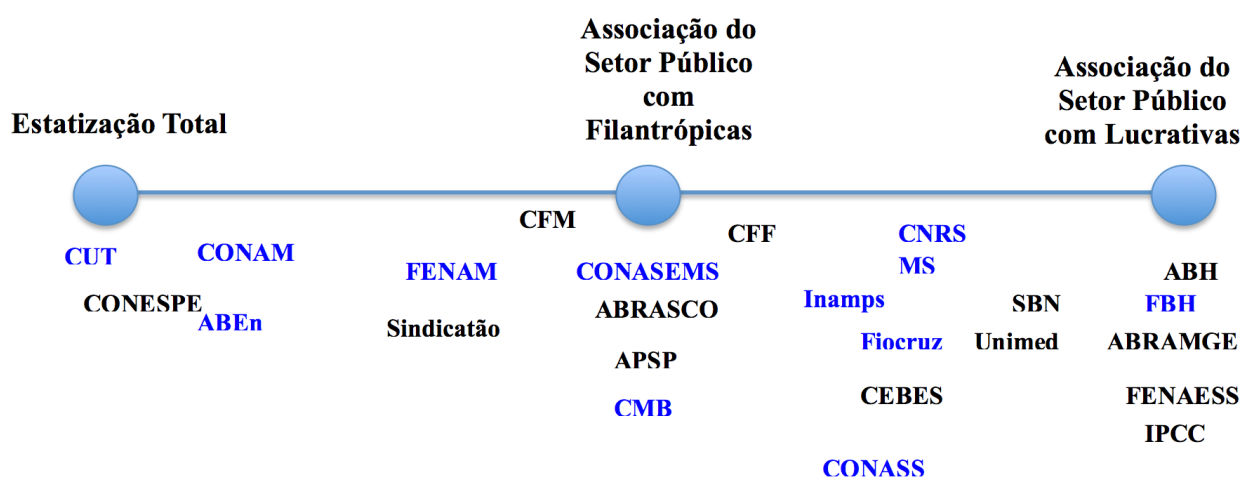 Estatização Total
Associação do
Setor Público
com
Filantrópicas
Associação do
Setor Público
com Lucrativas
CFM
CFF
CNRS
MS
CUT
CONAM
FENAM
CONASEMS
ABH
CONESPE
ABEn
Sindicatão
ABRASCO
Inamps
SBN
FBH
Fiocruz
Unimed
ABRAMGE
APSP
CEBES
FENAESS
CMB
IPCC
CONASS